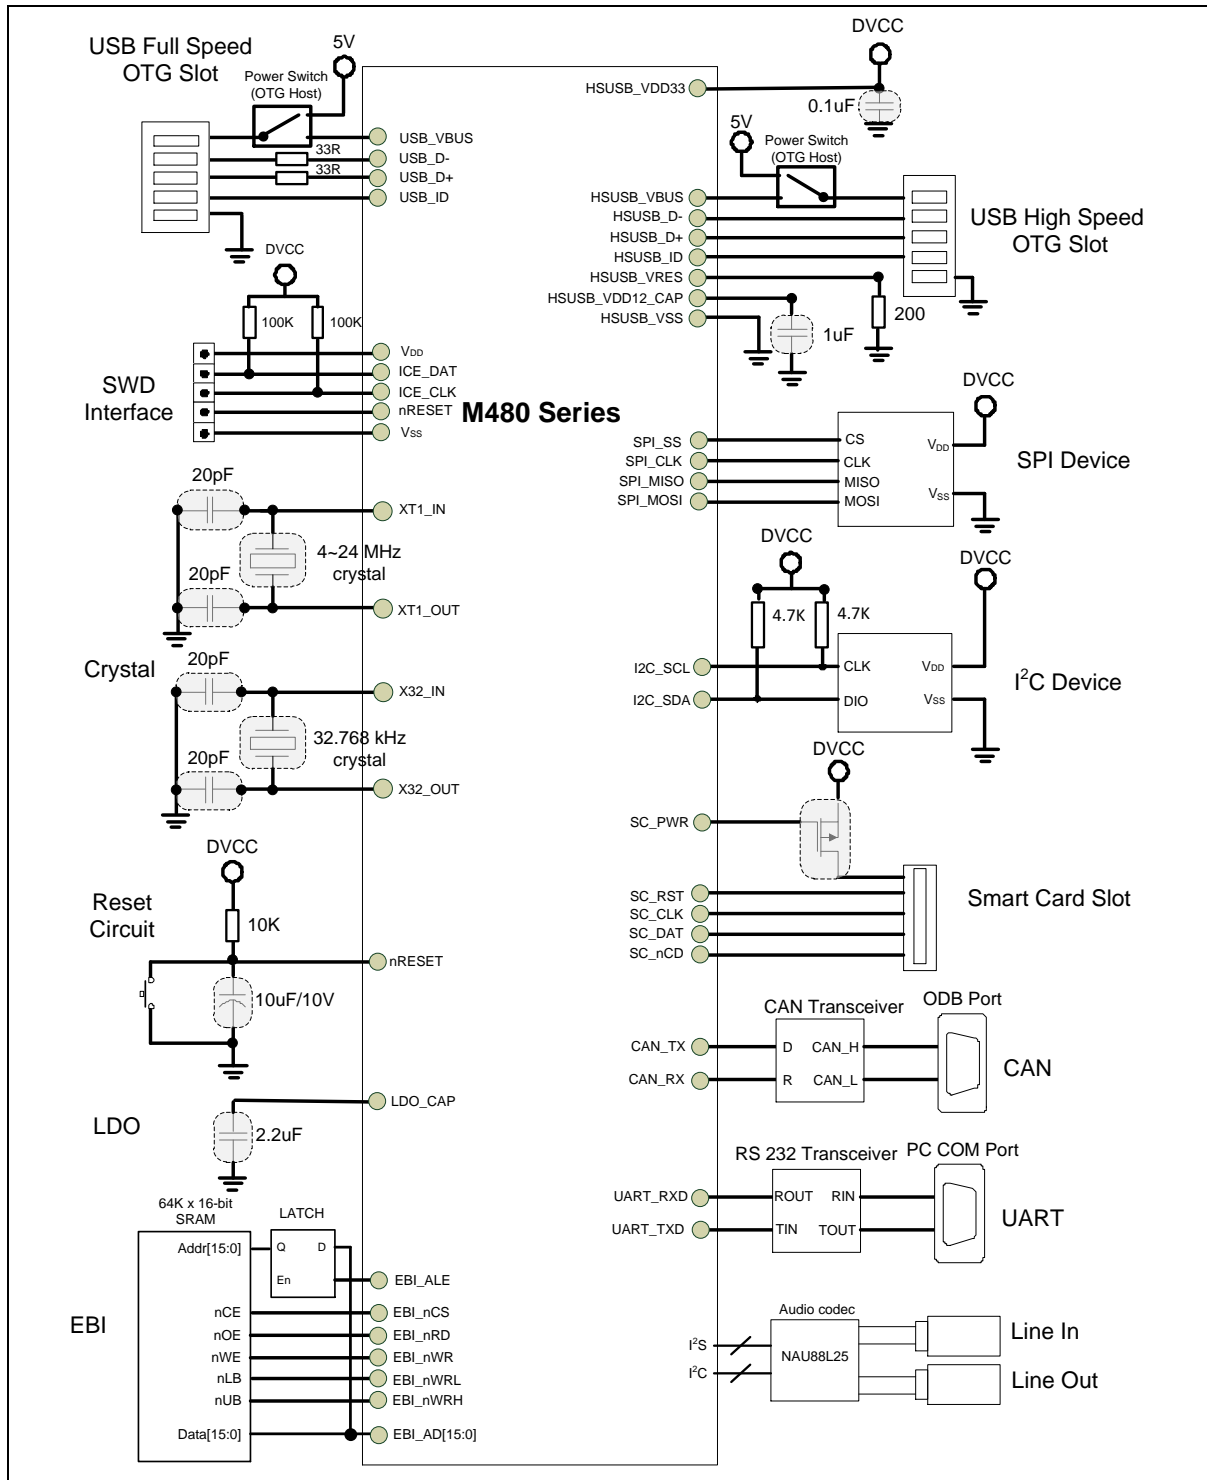 USB Full Speed
OTG Slot
5V
Power Switch
(OTG Host)
33R
33R
USB_VBUS
USB_D-
USB_D+
USB_ID
DVCC
100K
100K
SWD
Interface
VDD
ICE_DAT
ICE_CLK
nRESET
VSS
M480 Series
20pF
XT1_IN
4~24 MHz
crystal
20pF
XT1_OUT
Crystal
20pF
X32_IN
32.768 kHz
crystal
20pF
X32_OUT
DVCC
Reset
Circuit
10K
nRESET
10uF/10V
LDO
LDO_CAP
2.2uF
64K x 16-bit
SRAM
LATCH
Addr[15:0]
Q
D
En
EBI_ALE
EBI
nCE
EBI_nCS
nOE
EBI_nRD
nWE
EBI_nWR
nLB
EBI_nWRL
nUB
EBI_nWRH
Data[15:0]
EBI_AD[15:0]
DVCC
HSUSB_VDD33
0.1uF
5V
Power Switch
(OTG Host)
HSUSB_VBUS
HSUSB_D-
HSUSB_D+
HSUSB_ID
HSUSB_VRES
HSUSB_VDD12_CAP
HSUSB_VSS
USB High Speed
OTG Slot
200
1uF
DVCC
SPI_SS
SPI_CLK
SPI_MISO
SPI_MOSI
CS
CLK
MISO
MOSI
VDD
VSS
SPI Device
DVCC
DVCC
4.7K
4.7K
I2C_SCL
I2C_SDA
CLK
DIO
VDD
VSS
I²C Device
DVCC
SC_PWR
SC_RST
SC_CLK
SC_DAT
SC_nCD
Smart Card Slot
CAN Transceiver
ODB Port
CAN_TX
CAN_RX
D
CAN_H
R
CAN_L
CAN
RS 232 Transceiver
PC COM Port
UART_RXD
UART_TXD
ROUT
RIN
TIN
TOUT
UART
Audio codec
I²S
I²C
NAU88L25
Line In
Line Out